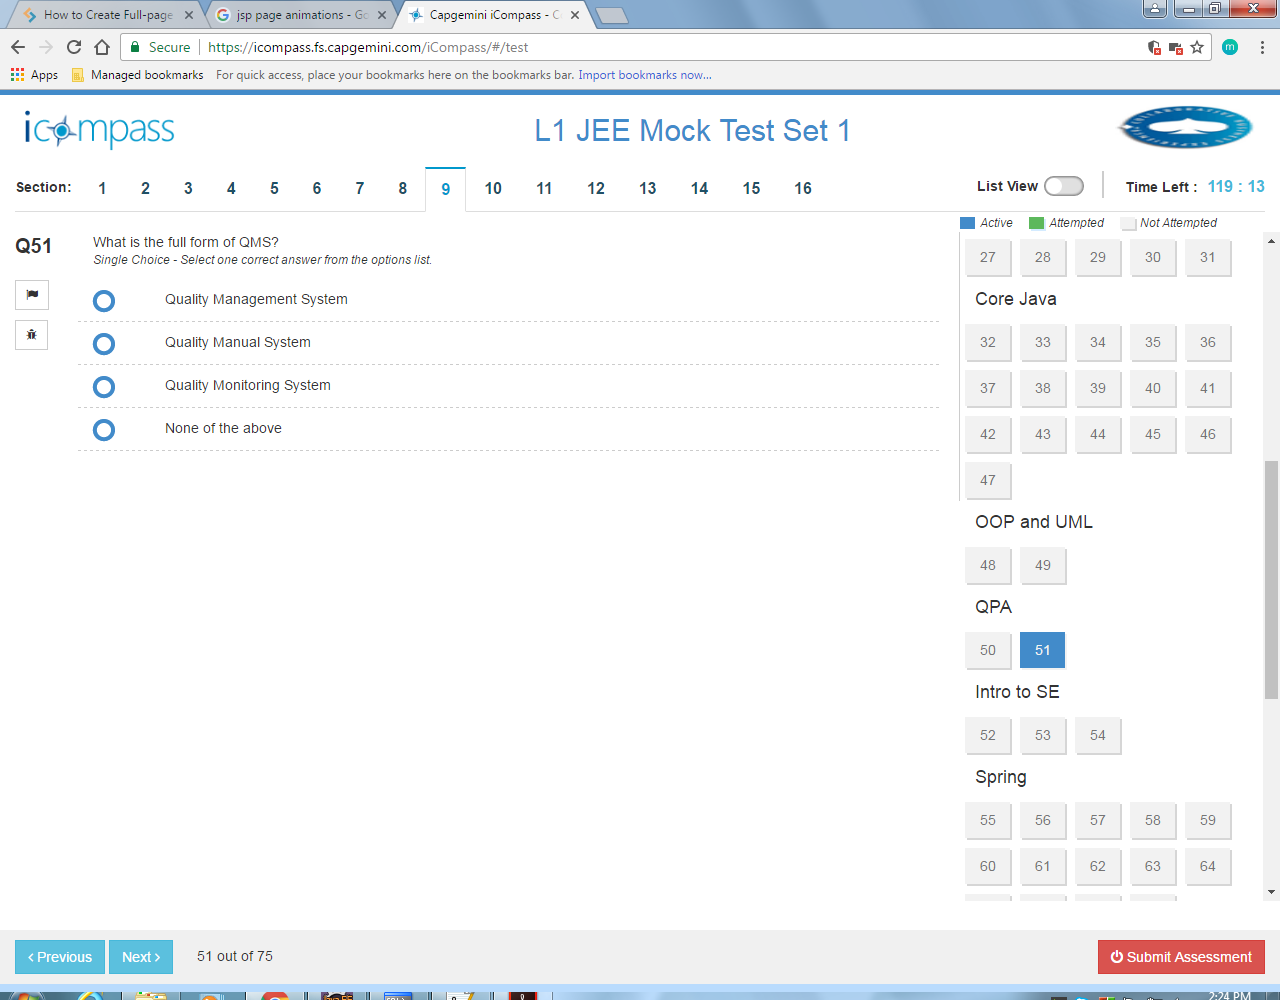 How to Create Full-page
jsp page animations - Go
Capgemini iCompass - C
Secure
https://icompass.fs.capgemini.com/iCompass/#/test
m
Apps
Managed bookmarks
For quick access, place your bookmarks here on the bookmarks bar. Import bookmarks now...
icompass
L1 JEE Mock Test Set 1
Section: 1 2 3 4 5 6 7 8 9 10 11 12 13 14 15 16
List View
Time Left : 119 : 13
Active Attempted Not Attempted
Q51
What is the full form of QMS?
Single Choice - Select one correct answer from the options list.
Quality Management System
Quality Manual System
Quality Monitoring System
None of the above
27 28 29 30 31
Core Java
32 33 34 35 36
37 38 39 40 41
42 43 44 45 46
47
OOP and UML
48 49
QPA
50 51
Intro to SE
52 53 54
Spring
55 56 57 58 59
60 61 62 63 64
‹ Previous
Next ›
51 out of 75
Submit Assessment
2:24 PM